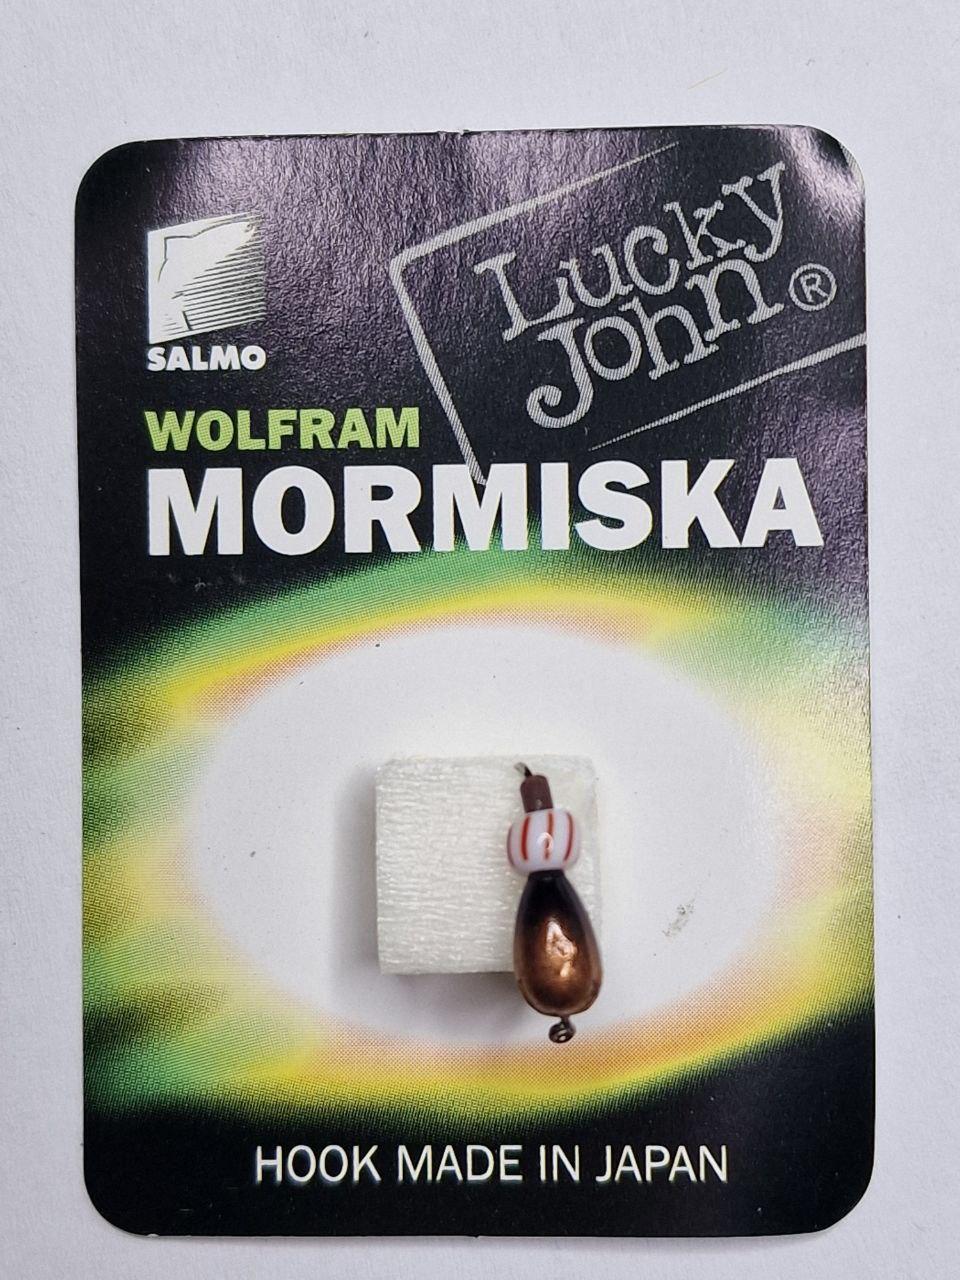 Lucky
John®
SALMO
WOLFRAM
MORMISKA
HOOK MADE IN JAPAN